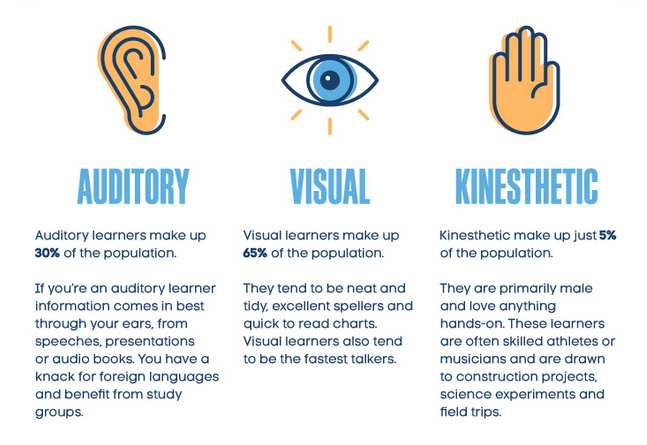 AUDITORY
Auditory learners make up
30% of the population.
If you're an auditory learner
information comes in best
through your ears, from
speeches, presentations
or audio books. You have a
knack for foreign languages
and benefit from study
groups.
VISUAL
Visual learners make up
65% of the population.
They tend to be neat and
tidy, excellent spellers and
quick to read charts.
Visual learners also tend
to be the fastest talkers.
KINESTHETIC
Kinesthetic make up just 5%
of the population.
They are primarily male
and love anything
hands-on. These learners
are often skilled athletes or
musicians and are drawn
to construction projects,
science experiments and
field trips.